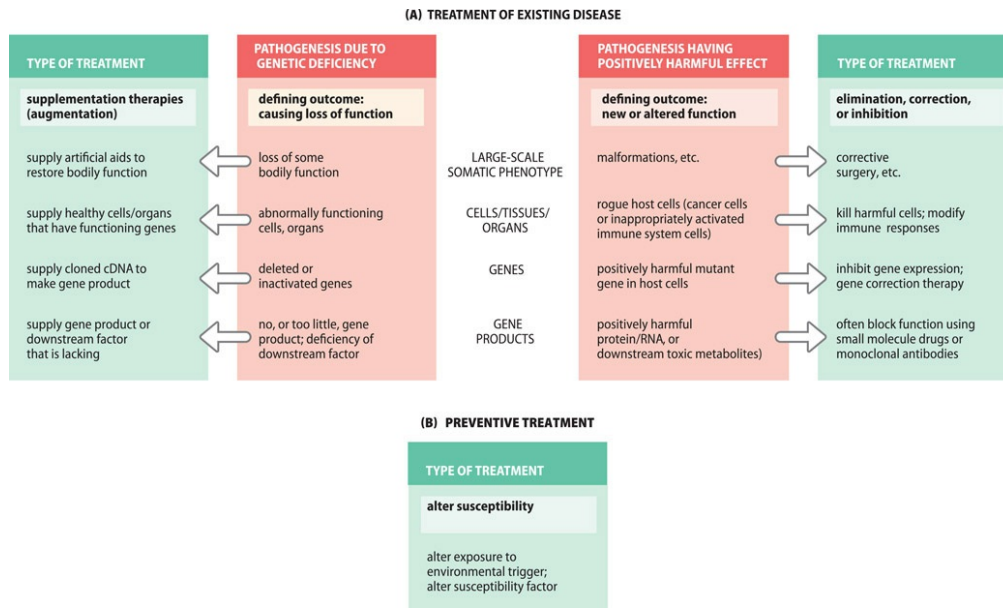 (A) TREATMENT OF EXISTING DISEASE
TYPE OF TREATMENT
supplementation therapies
(augmentation)
supply artificial aids to
restore bodily function
supply healthy cells/organs
that have functioning genes
supply cloned cDNA to
make gene product
supply gene product or
downstream factor
that is lacking
PATHOGENESIS DUE TO
GENETIC DEFICIENCY
defining outcome:
causing loss of function
loss of some
bodily function
abnormally functioning
cells, organs
deleted or
inactivated genes
no, or too little, gene
product; deficiency of
downstream factor
LARGE-SCALE
SOMATIC PHENOTYPE
CELLS/TISSUES/
ORGANS
GENES
GENE
PRODUCTS
PATHOGENESIS HAVING
POSITIVELY HARMFUL EFFECT
defining outcome:
new or altered function
malformations, etc.
rogue host cells (cancer cells
or inappropriately activated
immune system cells)
positively harmful mutant
gene in host cells
positively harmful
protein/RNA, or
downstream toxic metabolites)
TYPE OF TREATMENT
elimination, correction,
or inhibition
corrective
surgery, etc.
kill harmful cells; modify
immune responses
inhibit gene expression;
gene correction therapy
often block function using
small molecule drugs or
monoclonal antibodies
(B) PREVENTIVE TREATMENT
TYPE OF TREATMENT
alter susceptibility
alter exposure to
environmental trigger;
alter susceptibility factor